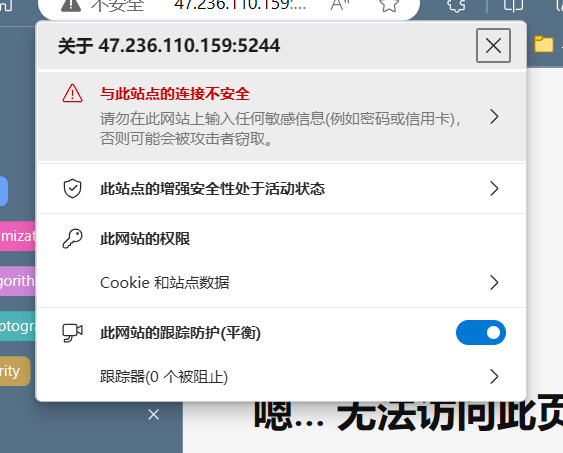 不安全 47.236.110.159:...
关于 47.236.110.159:5244
与此站点的连接不安全
请勿在此网站上输入任何敏感信息(例如密码或信用卡),
否则可能会被攻击者窃取。
此站点的增强安全性处于活动状态
此网站的权限
mizat
Cookie 和站点数据
gorith
ptogra
此网站的跟踪防护(平衡)
rity
跟踪器(0 个被阻止)
嗯... 无法访问此页